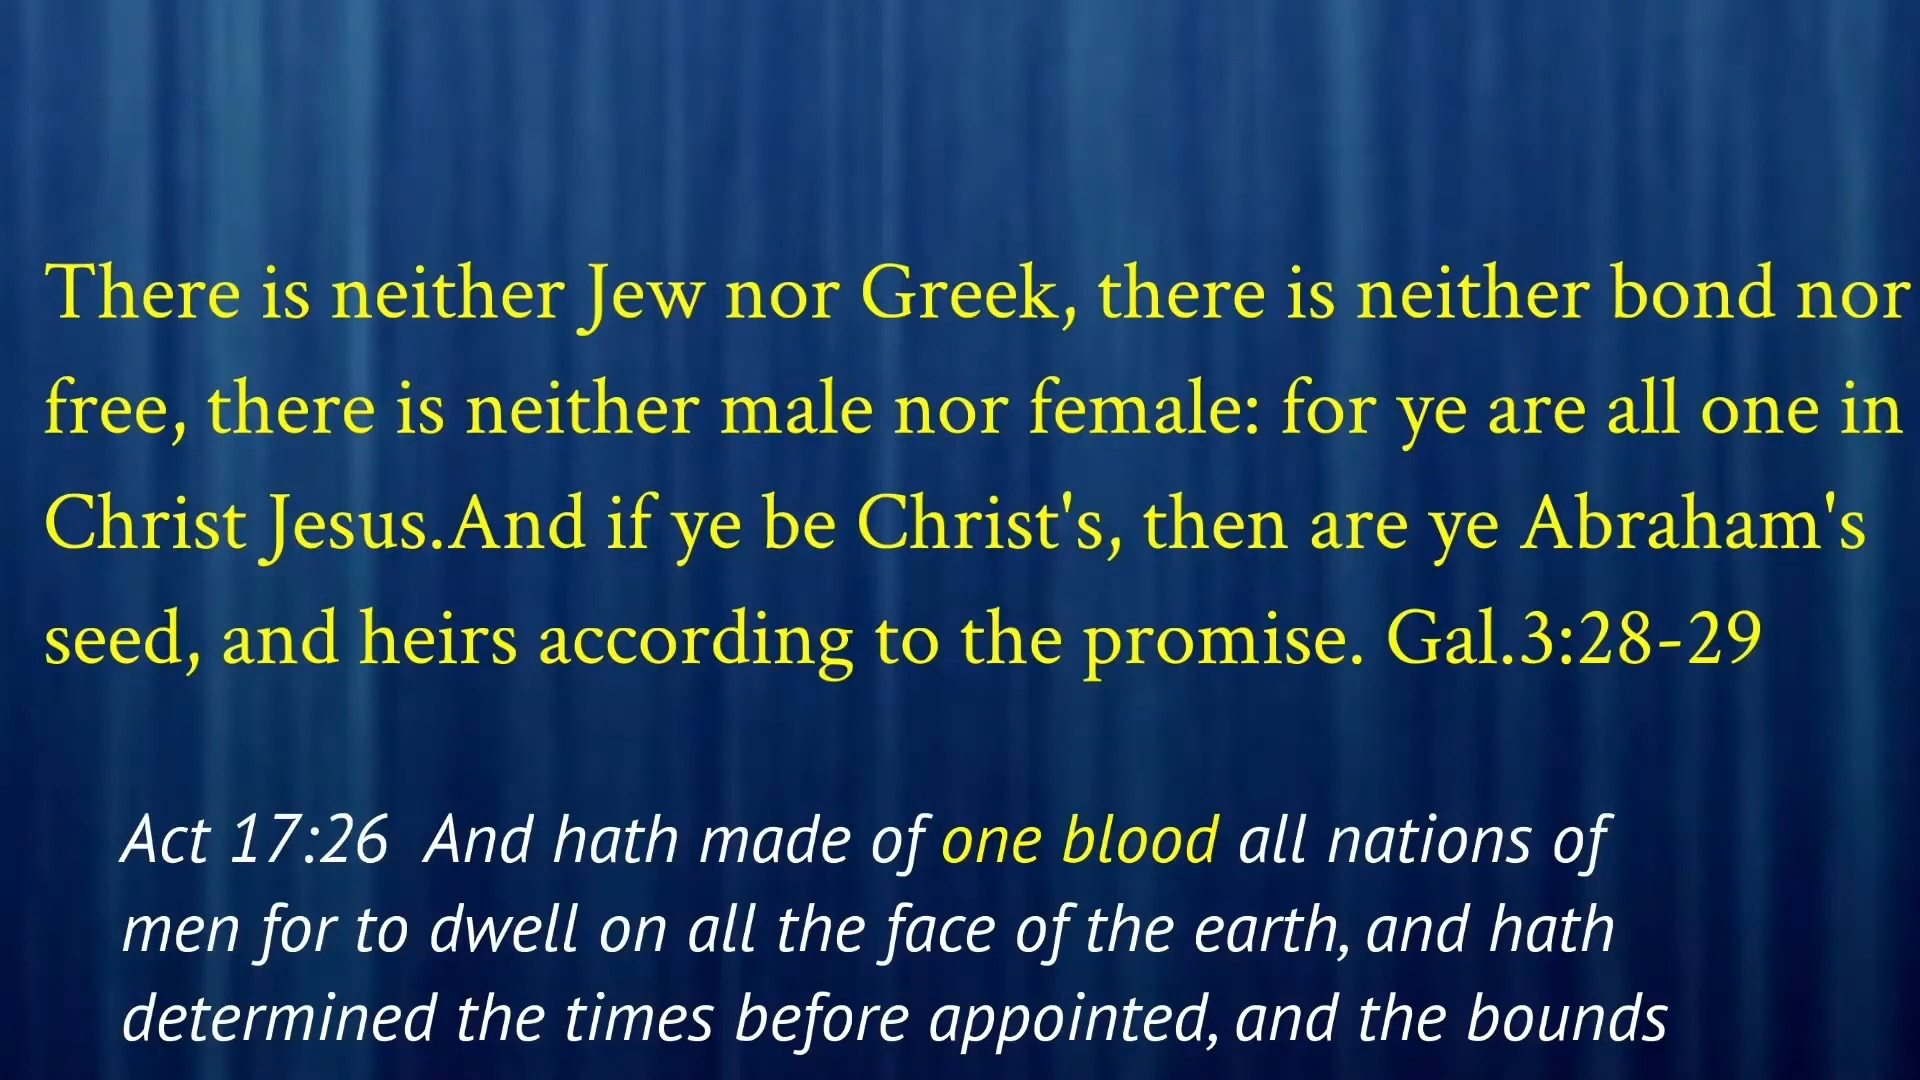 There is neither Jew nor Greek, there is neither bond nor
free, there is neither male nor female: for ye are all one in
Christ Jesus.And if ye be Christ's, then are ye Abraham's
seed, and heirs according to the promise. Gal.3:28-29
Act 17:26 And hath made of one blood all nations of
men for to dwell on all the face of the earth, and hath
determined the times before appointed, and the bounds